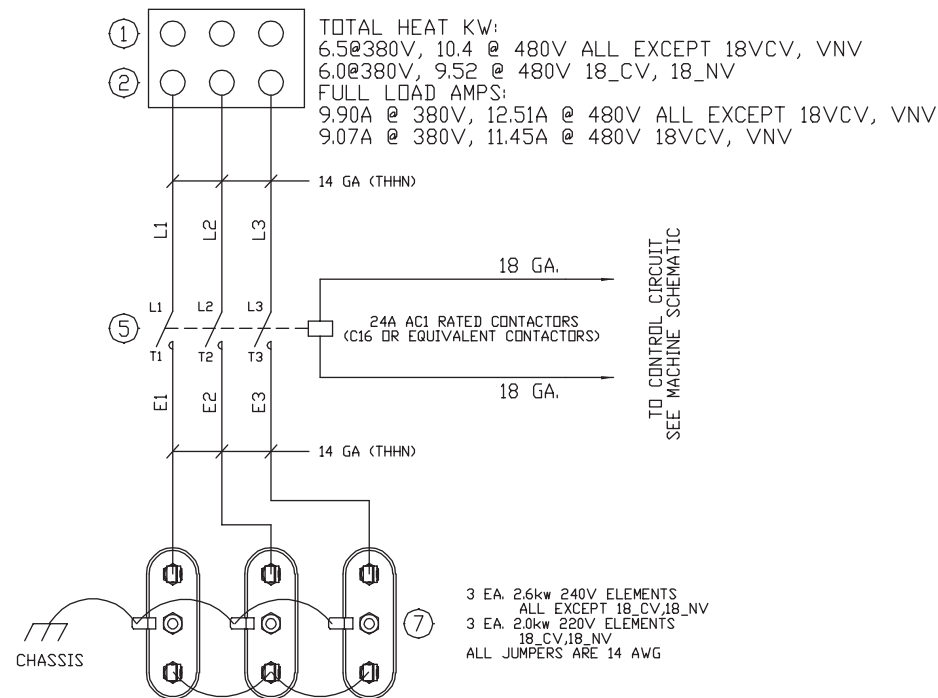 1
TOTAL HEAT KW:
6.5@380V, 10.4 @ 480V ALL EXCEPT 18VCV, VNV
2
6.0@380V, 9.52 @ 480V 18_CV, 18_NV
FULL LOAD AMPS:
9.90A @ 380V, 12.51A @ 480V ALL EXCEPT 18VCV, VNV
9.07A @ 380V, 11.45A @ 480V 18VCV, VNV
14 GA (THHN)
L1
L2
L3
18 GA.
L1
L2
L3
5
24A AC1 RATED CONTACTORS
(C16 OR EQUIVALENT CONTACTORS)
TO CONTROL CIRCUIT
SEE MACHINE SCHEMATIC
T1
T2
T3
18 GA.
E1
E2
E3
14 GA (THHN)
3 EA. 2.6kw 240V ELEMENTS
ALL EXCEPT 18_CV,18_NV
3 EA. 2.0kw 220V ELEMENTS
18_CV,18_NV
ALL JUMPERS ARE 14 AWG
7
CHASSIS